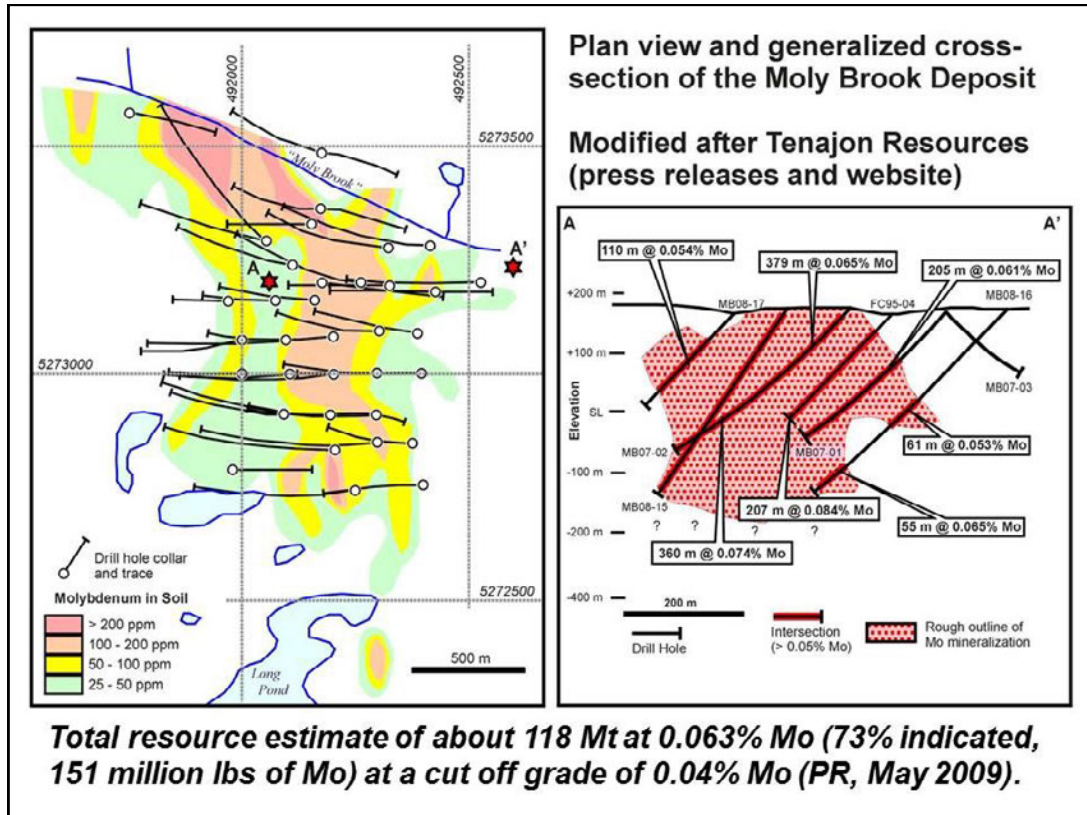 Plan view and generalized cross-
section of the Moly Brook Deposit
Modified after Tenajon Resources
(press releases and website)
492000
492500
5273500
"Moly Brook"
A
A'
5273000
5272500
Long
Pond
500 m
Drill hole collar
and trace
Molybdenum in Soil
> 200 ppm
100 - 200 ppm
50 - 100 ppm
25 - 50 ppm
A
A'
110 m @ 0.054% Mo
379 m @ 0.065% Mo
205 m @ 0.061% Mo
+200 m
MB08-17
FC95-04
MB08-16
+100 m
MB07-03
Elevation
SL
61 m @ 0.053% Mo
MB07-02
MB07-01
-100 m
MB08-15
207 m @ 0.084% Mo
55 m @ 0.065% Mo
? ? ? ?
-200 m
360 m @ 0.074% Mo
-400 m
200 m
Drill Hole
Intersection
(> 0.05% Mo)
Rough outline of
Mo mineralization
Total resource estimate of about 118 Mt at 0.063% Mo (73% indicated,
151 million lbs of Mo) at a cut off grade of 0.04% Mo (PR, May 2009).